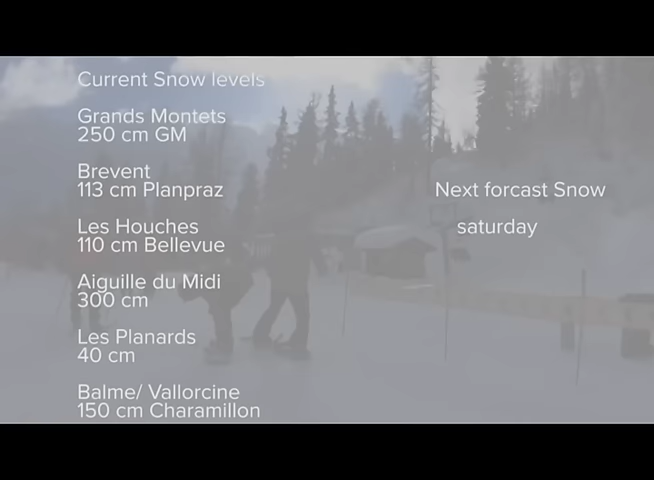 Current Snow levels
Grands Montets
250 cm GM
Brevent
113 cm Planpraz
Les Houches
110 cm Bellevue
Aiguille du Midi
300 cm
Les Planards
40 cm
Balme/ Vallorcine
150 cm Charamillon
Next forcast Snow
saturday